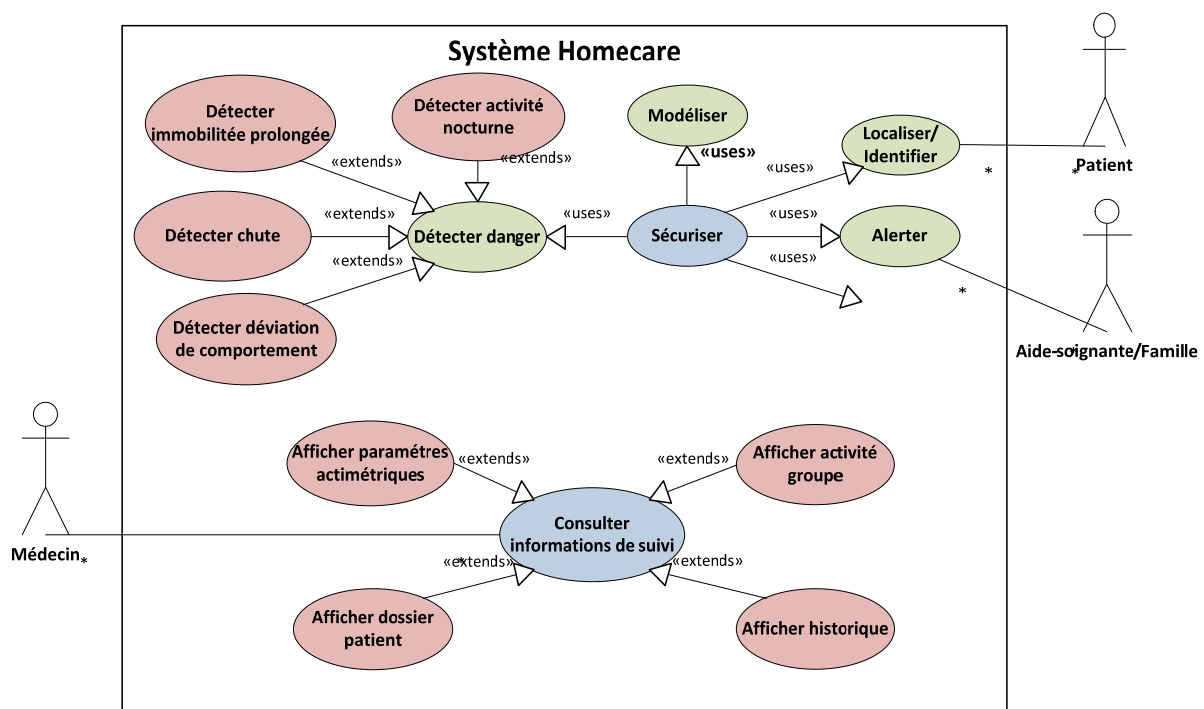 Système Homecare
Détecter
immobilitée prolongée
Détecter activité
nocturne
Modéliser
Localiser/
Identifier
Patient
«extends»
«extends»
«uses»
«uses»
*
*
Détecter chute
«extends»
Détecter danger
«uses»
Sécuriser
«uses»
Alerter
«extends»
«uses»
*
Détecter déviation
de comportement
Aide-soignante/Famille
*
Afficher paramétres
actimétriques
«extends»
«extends»
Afficher activité
groupe
Consulter
informations de suivi
Médecin
*
*
«extends»
«extends»
Afficher dossier
patient
Afficher historique